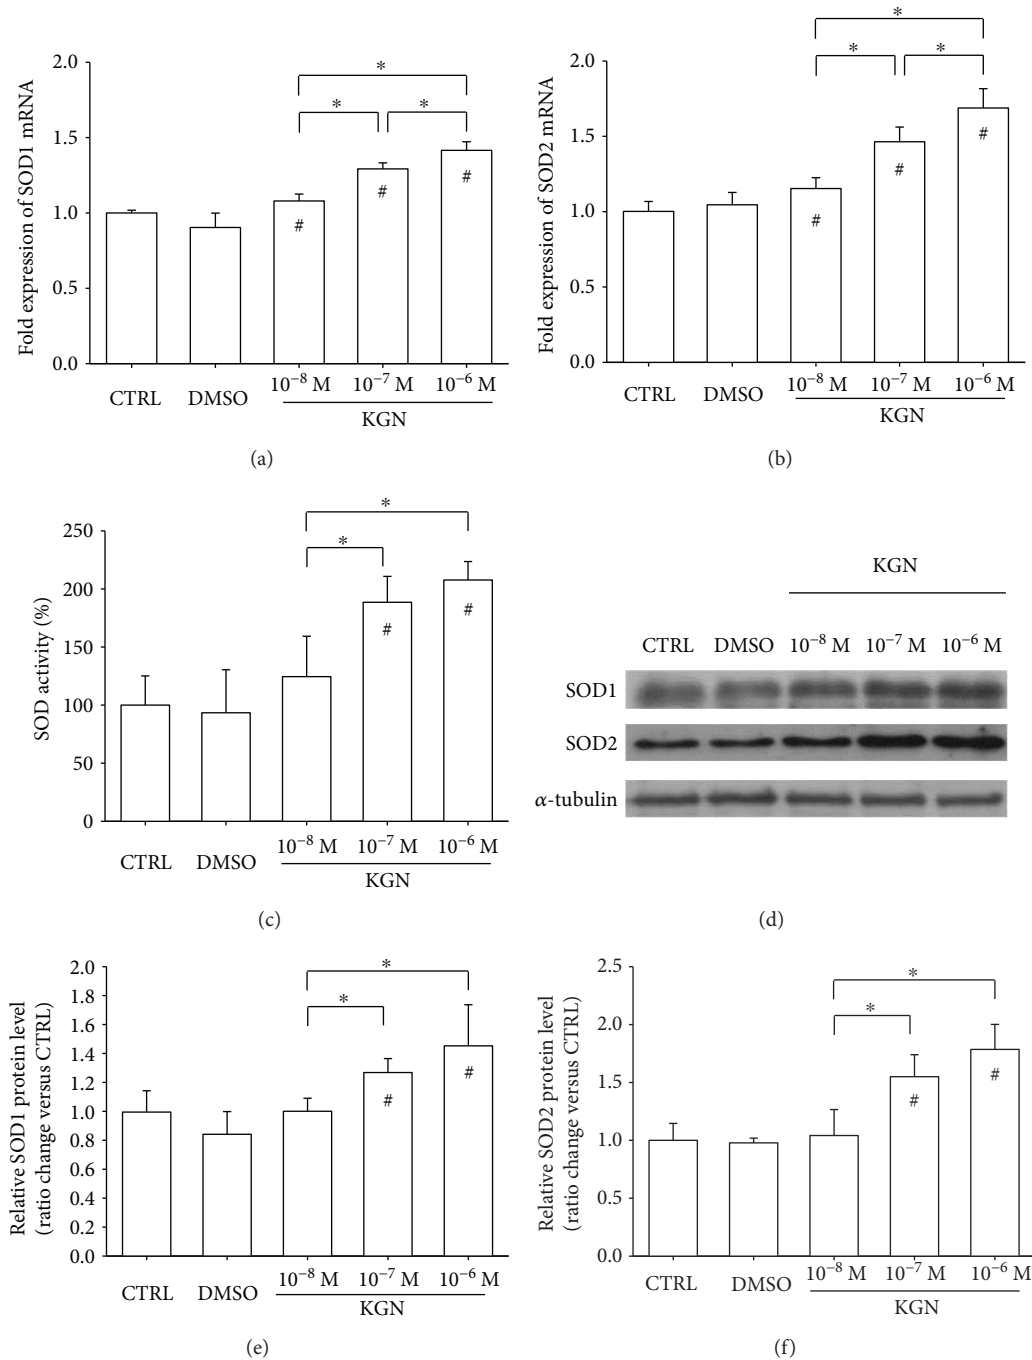 Fold expression of SOD1 mRNA
2.0
1.5
1.0
0.5
0.0
*
* *
# # #
CTRL DMSO 10⁻⁸ M 10⁻⁷ M 10⁻⁶ M
KGN
(a)
Fold expression of SOD2 mRNA
2.0
1.5
1.0
0.5
0.0
*
* *
# # #
CTRL DMSO 10⁻⁸ M 10⁻⁷ M 10⁻⁶ M
KGN
(b)
SOD activity (%)
250
200
150
100
50
0
*
*
# #
CTRL DMSO 10⁻⁸ M 10⁻⁷ M 10⁻⁶ M
KGN
(c)
KGN
CTRL DMSO 10⁻⁸ M 10⁻⁷ M 10⁻⁶ M
SOD1
SOD2
α-tubulin
(d)
Relative SOD1 protein level
(ratio change versus CTRL)
2.0
1.8
1.6
1.4
1.2
1.0
0.8
0.6
0.4
0.2
0.0
*
*
# #
CTRL DMSO 10⁻⁸ M 10⁻⁷ M 10⁻⁶ M
KGN
(e)
Relative SOD2 protein level
(ratio change versus CTRL)
2.5
2.0
1.5
1.0
0.5
0.0
*
*
# #
CTRL DMSO 10⁻⁸ M 10⁻⁷ M 10⁻⁶ M
KGN
(f)